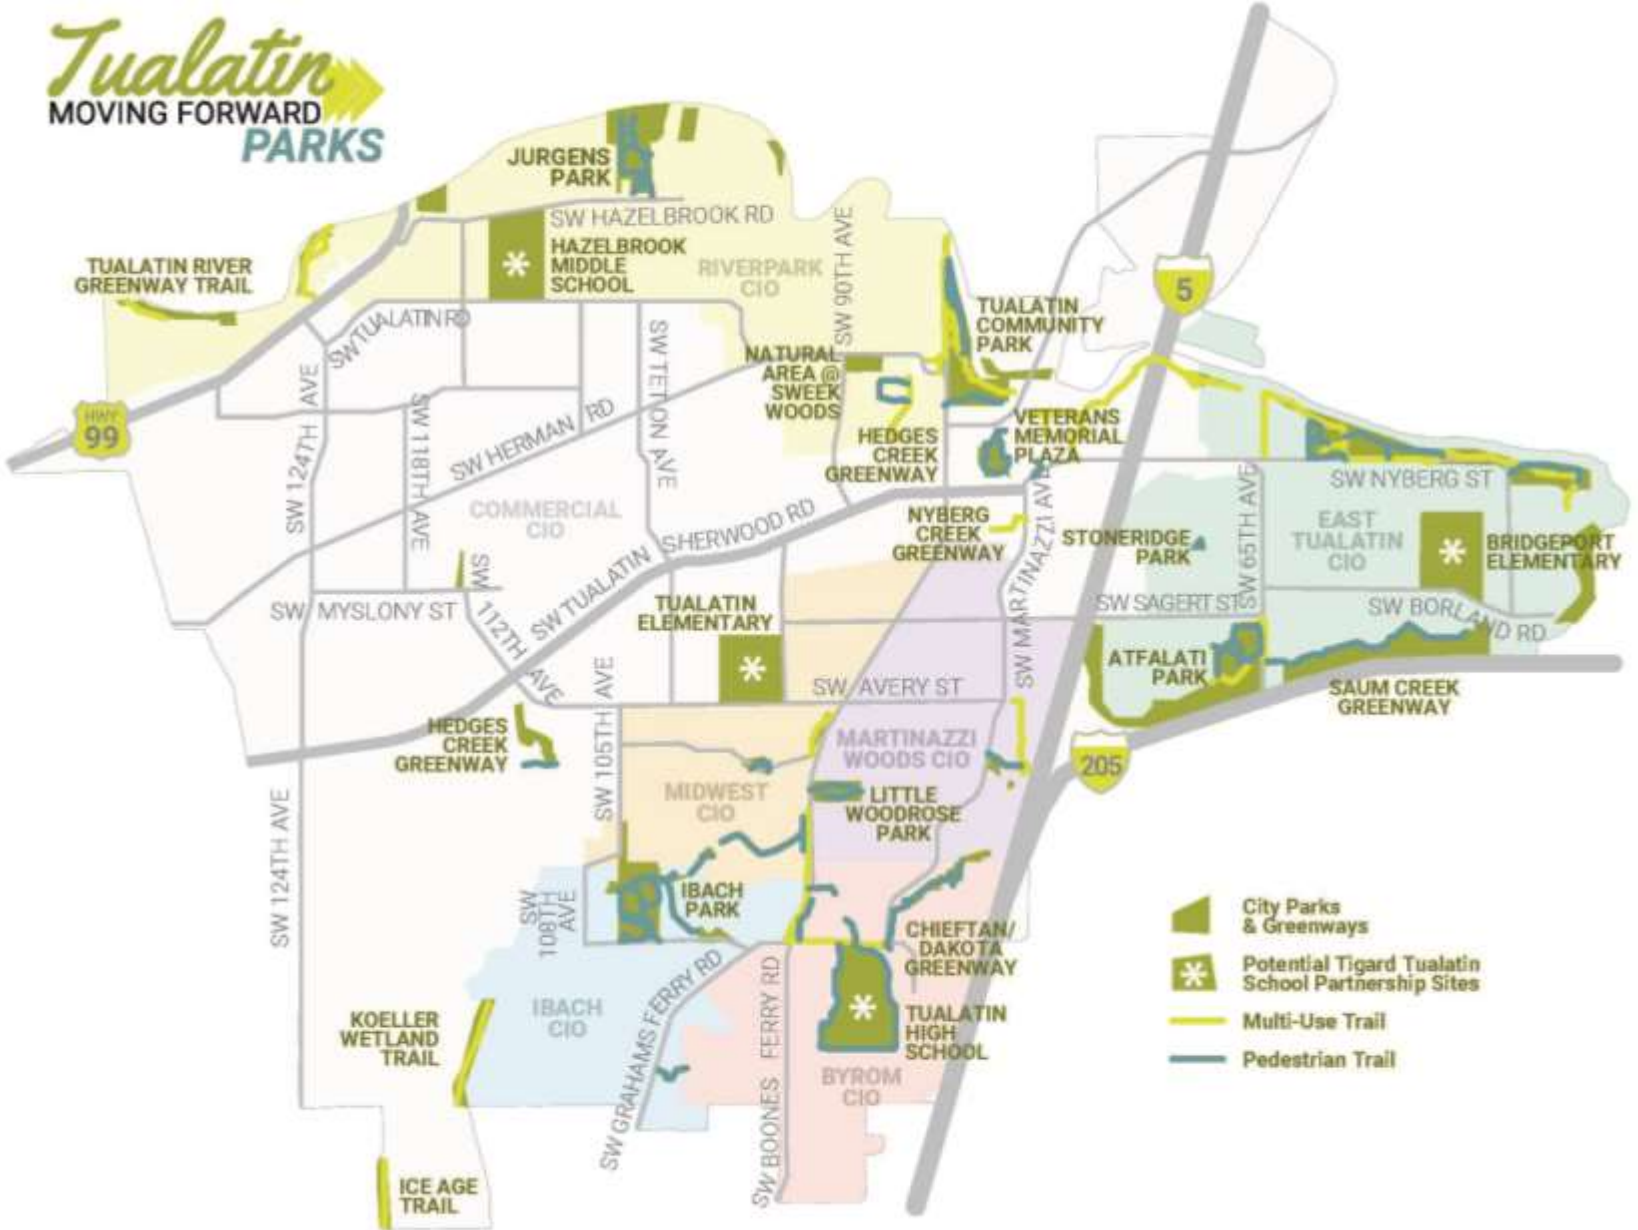 Tualatin
MOVING FORWARD
PARKS
JURGENS
PARK
SW HAZELBROOK RD
HAZELBROOK
MIDDLE
SCHOOL
RIVERPARK
CIO
SW 90TH AVE
TUALATIN RIVER
GREENWAY TRAIL
5
TUALATIN
COMMUNITY
PARK
SW TUALATIN RD
SW TETON AVE
NATURAL
AREA @
SWEEK
WOODS
HWY
99
SW 124TH AVE
SW 118TH AVE
SW HERMAN RD
HEDGES
CREEK
GREENWAY
VETERANS
MEMORIAL
PLAZA
SW NYBERG ST
COMMERCIAL
CIO
SW TUALATIN SHERWOOD RD
NYBERG
CREEK
GREENWAY
SW MARTINAZZI AVE
STONERIDGE
PARK
SW 65TH AVE
EAST
TUALATIN
CIO
BRIDGEPORT
ELEMENTARY
SW MYSLONY ST
SW 112TH AVE
TUALATIN
ELEMENTARY
SW SAGERT ST
SW BORLAND RD
ATFALATI
PARK
SW AVERY ST
SAUM CREEK
GREENWAY
HEDGES
CREEK
GREENWAY
SW 105TH AVE
MARTINAZZI
WOODS CIO
205
MIDWEST
CIO
LITTLE
WOODROSE
PARK
SW 124TH AVE
SW
108TH
AVE
IBACH
PARK
CHIEFTAN/
DAKOTA
GREENWAY
IBACH
CIO
SW GRAHAMS FERRY RD
SW BOONES FERRY RD
TUALATIN
HIGH
SCHOOL
KOELLER
WETLAND
TRAIL
BYROM
CIO
ICE AGE
TRAIL
City Parks
& Greenways
Potential Tigard Tualatin
School Partnership Sites
Multi-Use Trail
Pedestrian Trail